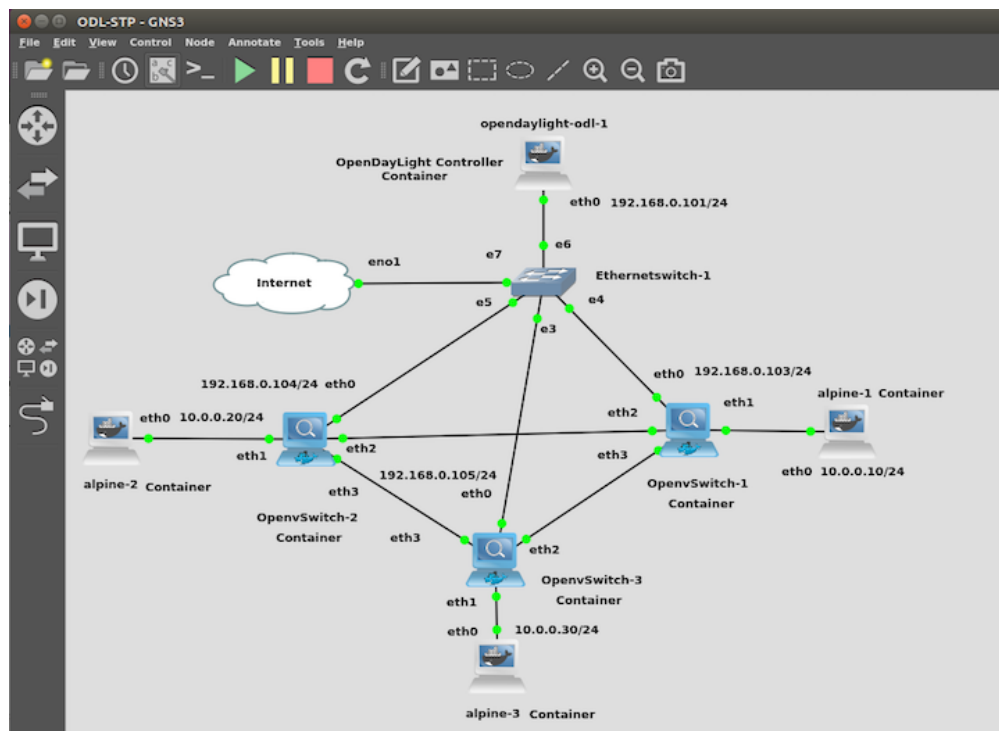 ODL-STP - GNS3
File Edit View Control Node Annotate Tools Help
opendaylight-odl-1
OpenDayLight Controller
Container
eth0 192.168.0.101/24
e6
e7
eno1
Internet
Ethernetswitch-1
e5
e4
e3
192.168.0.104/24 eth0
eth0 192.168.0.103/24
alpine-1 Container
eth0 10.0.0.20/24
eth2
eth1
eth1
eth2
eth3
192.168.0.105/24
eth0
eth0 10.0.0.10/24
alpine-2 Container
eth3
OpenvSwitch-1
Container
OpenvSwitch-2
Container
eth3
eth2
OpenvSwitch-3
Container
eth1
eth0 10.0.0.30/24
alpine-3 Container